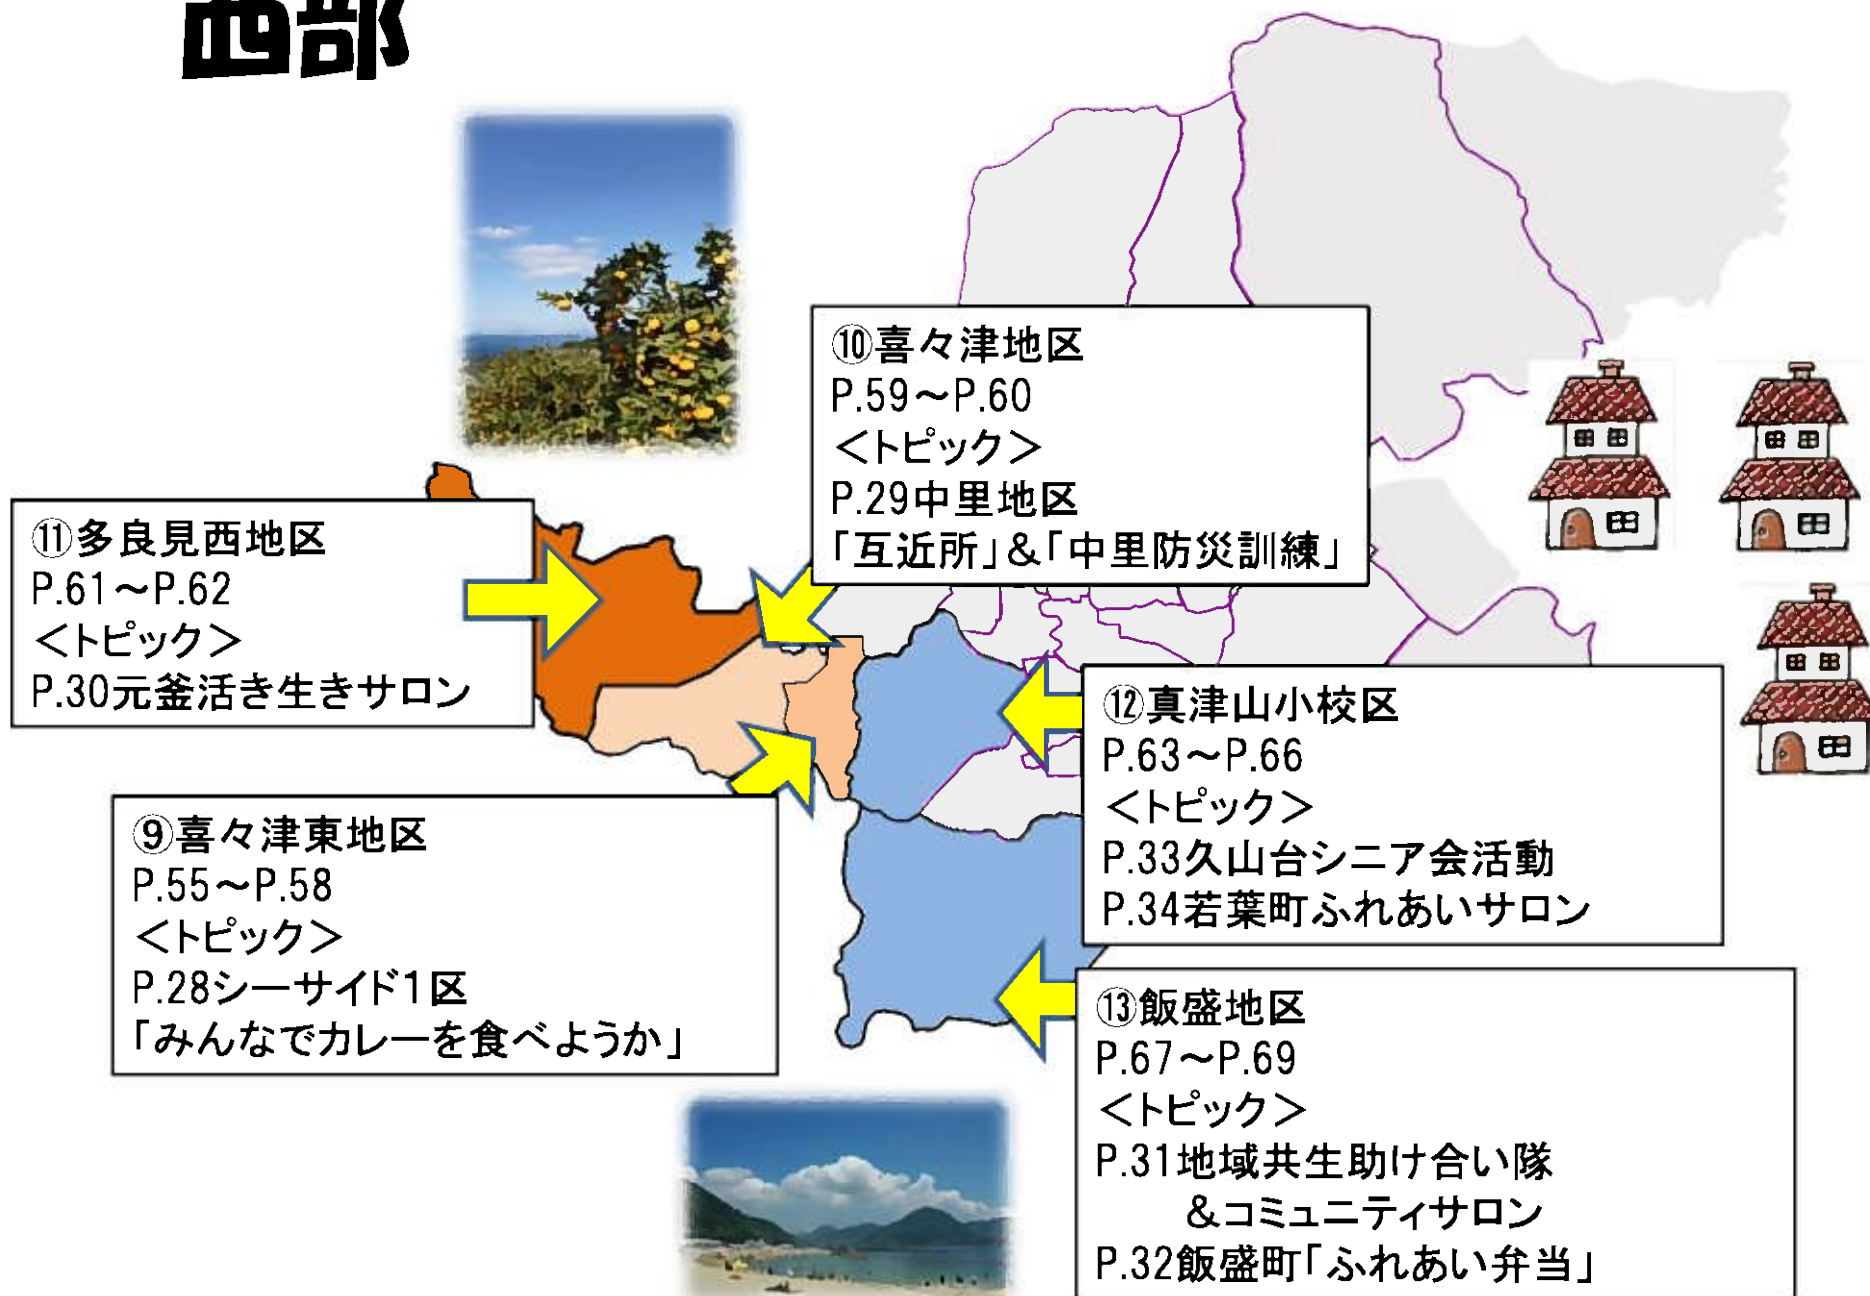 西部
⑩喜々津地区
P.59～P.60
＜トピック＞
P.29中里地区
「互近所」&「中里防災訓練」
⑪多良見西地区
P.61～P.62
＜トピック＞
P.30元釜活き生きサロン
⑫真津山小校区
P.63～P.66
＜トピック＞
P.33久山台シニア会活動
P.34若葉町ふれあいサロン
⑨喜々津東地区
P.55～P.58
＜トピック＞
P.28シーサイド1区
「みんなでカレーを食べようか」
⑬飯盛地区
P.67～P.69
＜トピック＞
P.31地域共生助け合い隊
&コミュニティサロン
P.32飯盛町「ふれあい弁当」